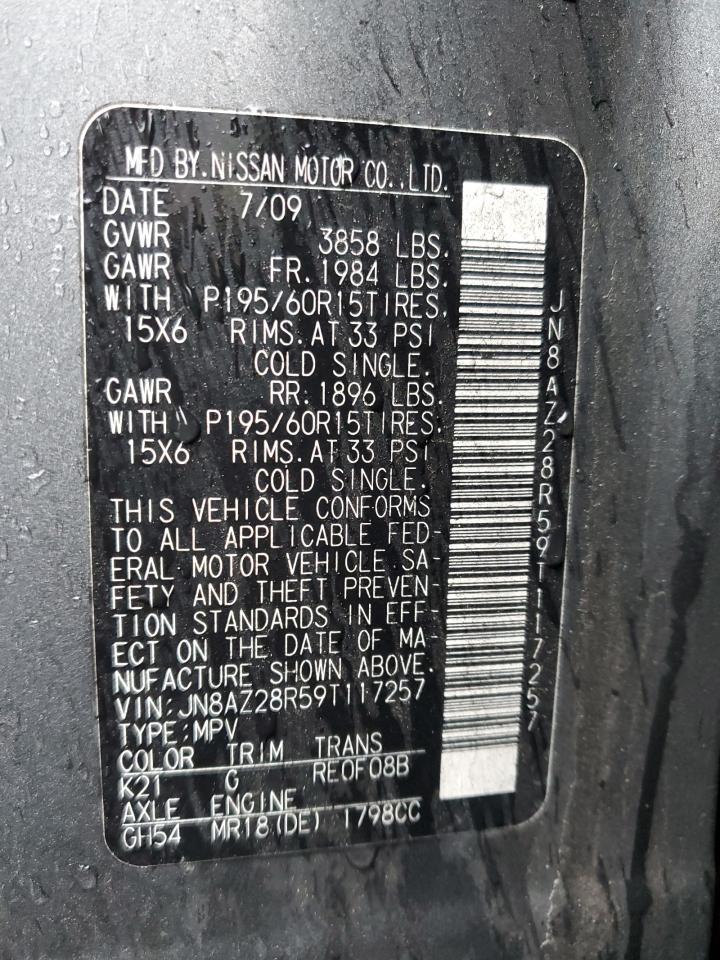 MFD BY.NISSAN MOTOR CO.,LTD.
DATE 7/09
GVWR 3858 LBS.
GAWR FR.1984 LBS.
WITH P195/60R15TIRES.
15X6 RIMS.AT 33 PSI
COLD SINGLE.
GAWR RR.1896 LBS.
WITH P195/60R15TIRES.
15X6 RIMS.AT 33 PSI
COLD SINGLE.
THIS VEHICLE CONFORMS
TO ALL APPLICABLE FED-
ERAL MOTOR VEHICLE SA-
FETY AND THEFT PREVEN-
TION STANDARDS IN EFF-
ECT ON THE DATE OF MA-
NUFACTURE SHOWN ABOVE.
VIN:JN8AZ28R59T117257
TYPE:MPV
COLOR TRIM TRANS
K21 G RE0F08B
AXLE ENGINE
GH54 MR18(DE) 1798CC
JN8AZ28R59T117257